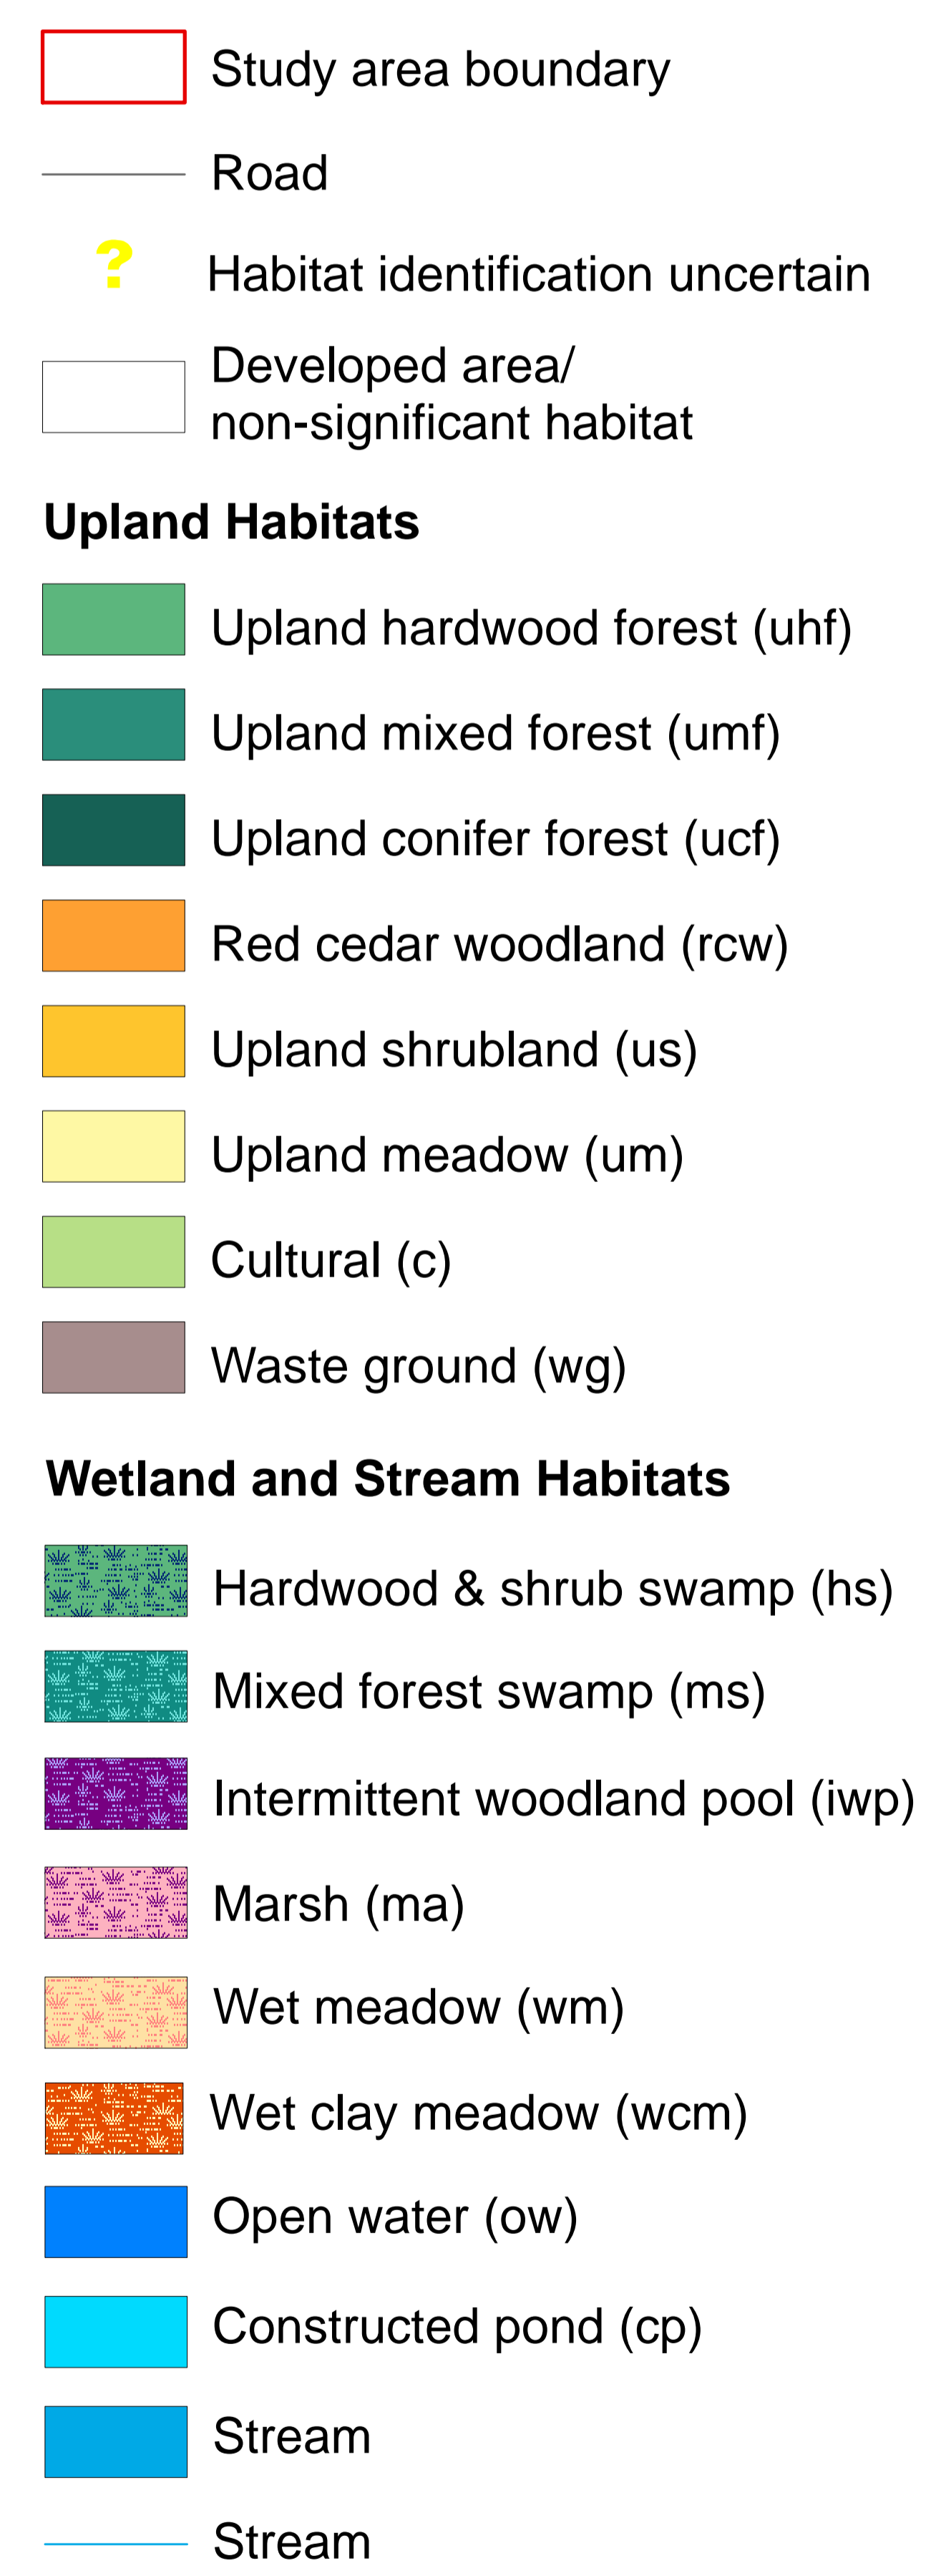 Study area boundary
Road
?
Habitat identification uncertain
Developed area/
non-significant habitat
Upland Habitats
Upland hardwood forest (uhf)
Upland mixed forest (umf)
Upland conifer forest (ucf)
Red cedar woodland (rcw)
Upland shrubland (us)
Upland meadow (um)
Cultural (c)
Waste ground (wg)
Wetland and Stream Habitats
Hardwood & shrub swamp (hs)
Mixed forest swamp (ms)
Intermittent woodland pool (iwp)
Marsh (ma)
Wet meadow (wm)
Wet clay meadow (wcm)
Open water (ow)
Constructed pond (cp)
Stream
Stream